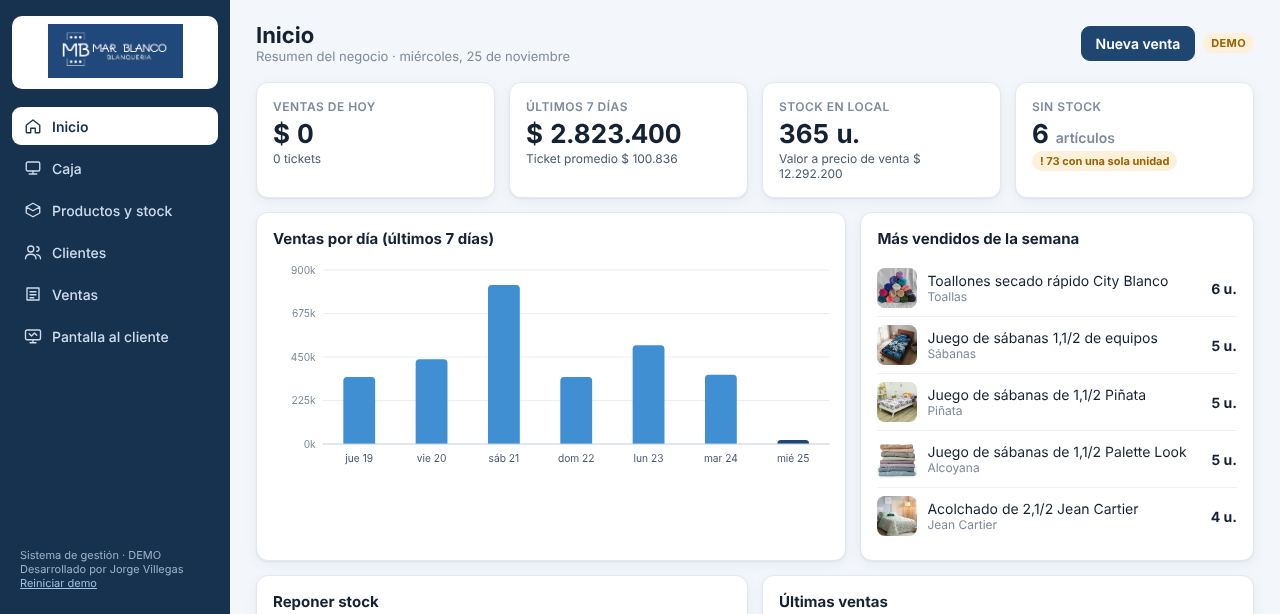 MB MAR BLANCO
BLANQUERIA
Inicio
Caja
Productos y stock
Clientes
Ventas
Pantalla al cliente
Sistema de gestión · DEMO
Desarrollado por Jorge Villegas
Reiniciar demo
Inicio
Resumen del negocio · miércoles, 25 de noviembre
Nueva venta
DEMO
VENTAS DE HOY
$ 0
0 tickets
ÚLTIMOS 7 DÍAS
$ 2.823.400
Ticket promedio $ 100.836
STOCK EN LOCAL
365 u.
Valor a precio de venta $
12.292.200
SIN STOCK
6 artículos
! 73 con una sola unidad
Ventas por día (últimos 7 días)
900k
675k
450k
225k
0k
jue 19
vie 20
sáb 21
dom 22
lun 23
mar 24
mié 25
Más vendidos de la semana
Toallones secado rápido City Blanco
Toallas
6 u.
Juego de sábanas 1,1/2 de equipos
Sábanas
5 u.
Juego de sábanas de 1,1/2 Piñata
Piñata
5 u.
Juego de sábanas de 1,1/2 Palette Look
Alcoyana
5 u.
Acolchado de 2,1/2 Jean Cartier
Jean Cartier
4 u.
Reponer stock
Últimas ventas